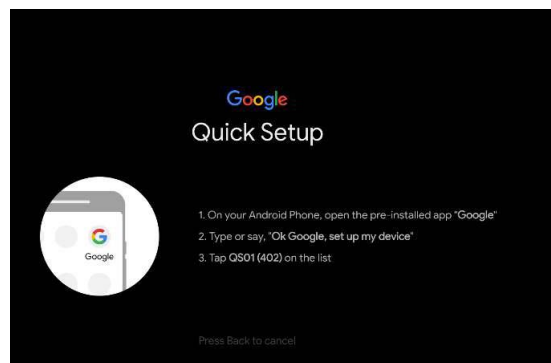 Google
Quick Setup
1. On your Android Phone, open the pre-installed app "Google"
2. Type or say, "Ok Google, set up my device"
3. Tap QS01 (402) on the list
G
Google
Press Back to cancel